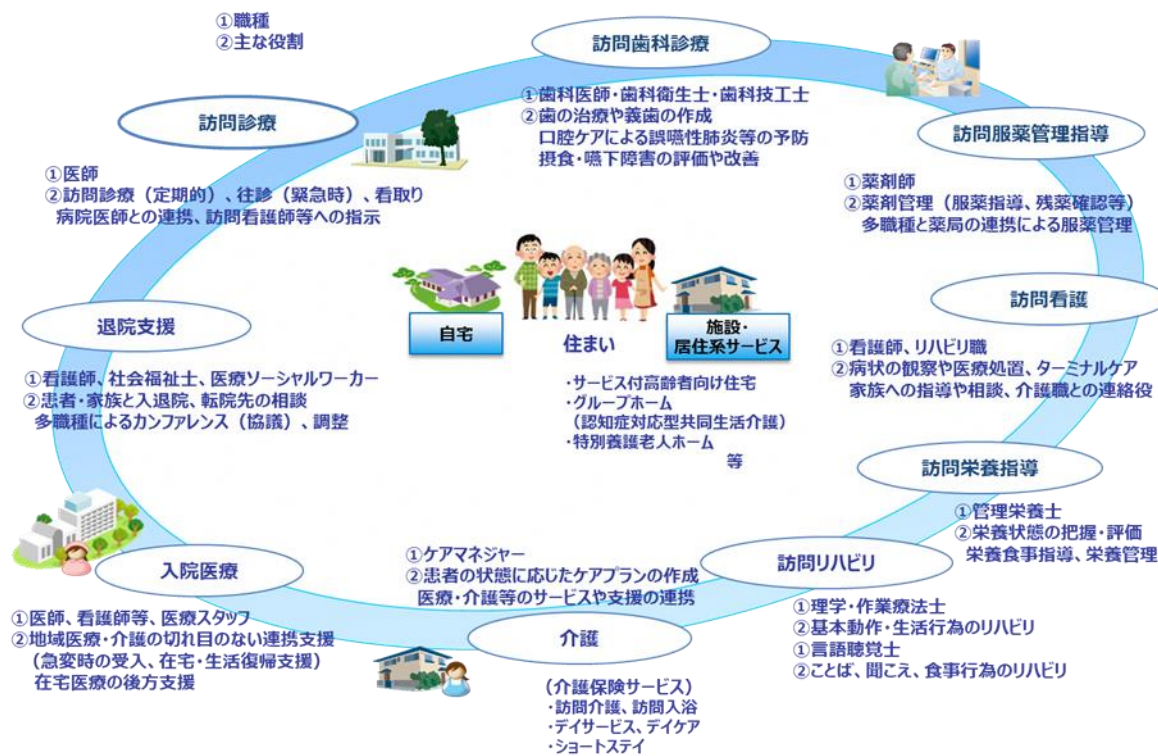 ①職種
②主な役割
訪問歯科診療
①歯科医師・歯科衛生士・歯科技工士
②歯の治療や義歯の作成
口腔ケアによる誤嚥性肺炎等の予防
摂食・嚥下障害の評価や改善
訪問診療
①医師
②訪問診療（定期的）、往診（緊急時）、看取り
病院医師との連携、訪問看護師等への指示
訪問服薬管理指導
①薬剤師
②薬剤管理（服薬指導、残薬確認等）
多職種と薬局の連携による服薬管理
自宅
住まい
施設・
居住系サービス
・サービス付高齢者向け住宅
・グループホーム
（認知症対応型共同生活介護）
・特別養護老人ホーム
等
訪問看護
①看護師、リハビリ職
②病状の観察や医療処置、ターミナルケア
家族への指導や相談、介護職との連絡役
退院支援
①看護師、社会福祉士、医療ソーシャルワーカー
②患者・家族と入退院、転院先の相談
多職種によるカンファレンス（協議）、調整
訪問栄養指導
①管理栄養士
②栄養状態の把握・評価
栄養食事指導、栄養管理
訪問リハビリ
①理学・作業療法士
②基本動作・生活行為のリハビリ
①言語聴覚士
②ことば、聞こえ、食事行為のリハビリ
入院医療
①医師、看護師等、医療スタッフ
②地域医療・介護の切れ目のない連携支援
（急変時の受入、在宅・生活復帰支援）
在宅医療の後方支援
①ケアマネジャー
②患者の状態に応じたケアプランの作成
医療・介護等のサービスや支援の連携
介護
（介護保険サービス）
・訪問介護、訪問入浴
・デイサービス、デイケア
・ショートステイ